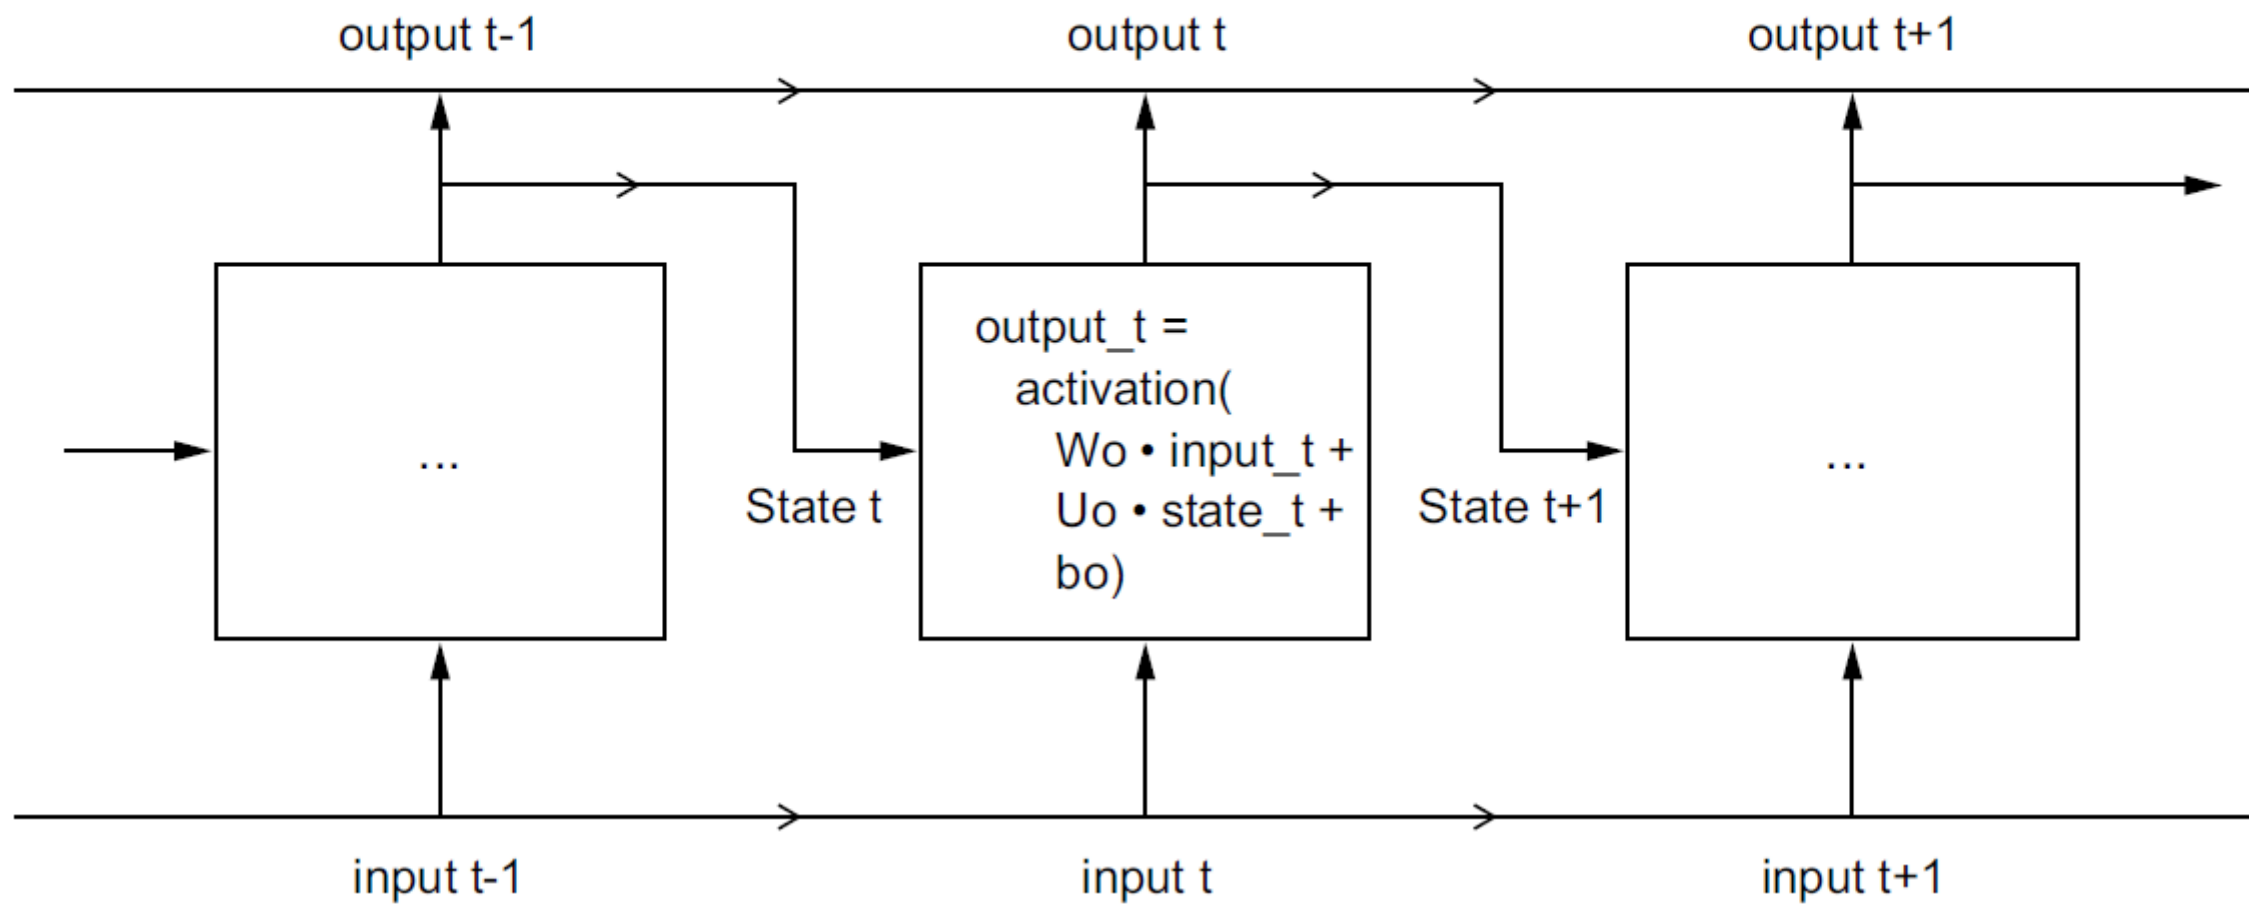 output t-1
output t
output t+1
output_t =
activation(
Wo • input_t +
Uo • state_t +
bo)
...
...
State t
State t+1
input t-1
input t
input t+1